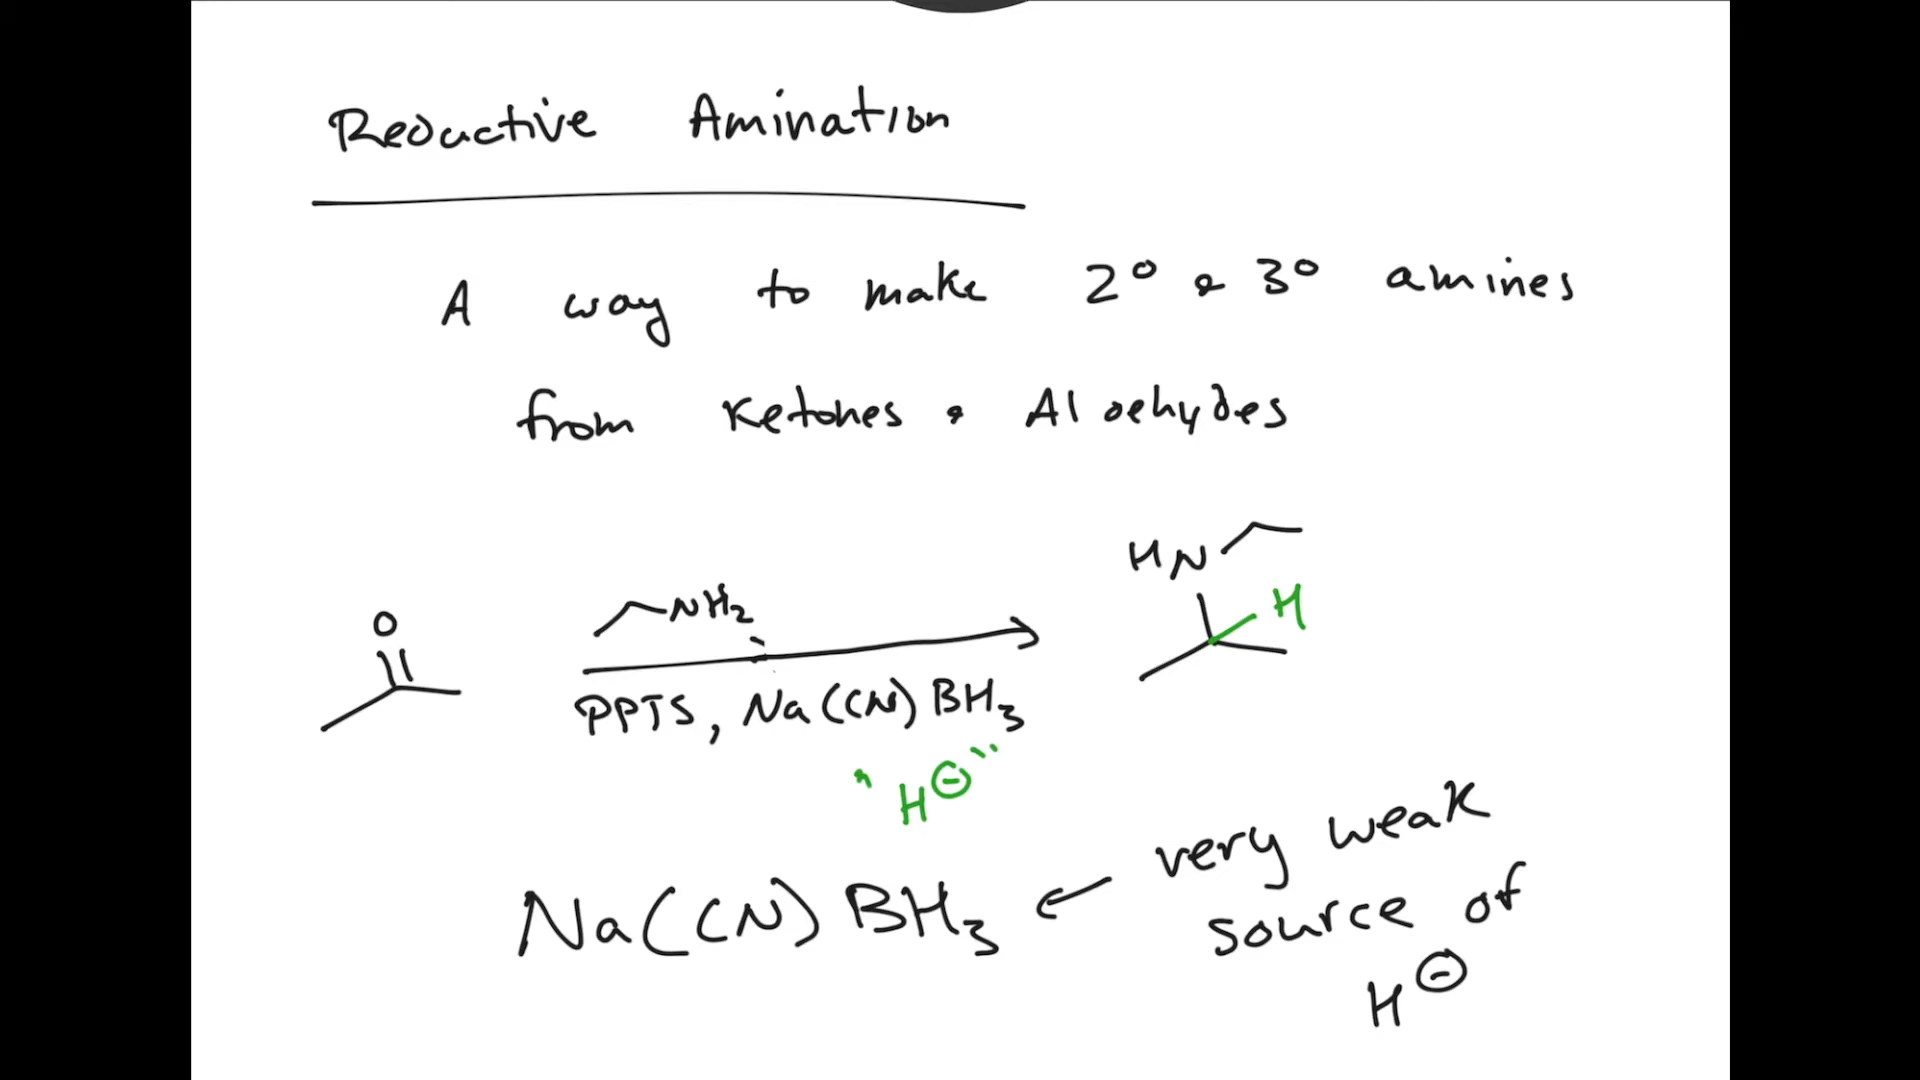 Reductive Amination
A way to make 2° & 3° amines
from Ketones & Aldehydes
HN
H
O
NH₂
PPTS, Na(CN)BH₃
"H⊖"
Na(CN)BH₃ ← very weak
source of
H⊖